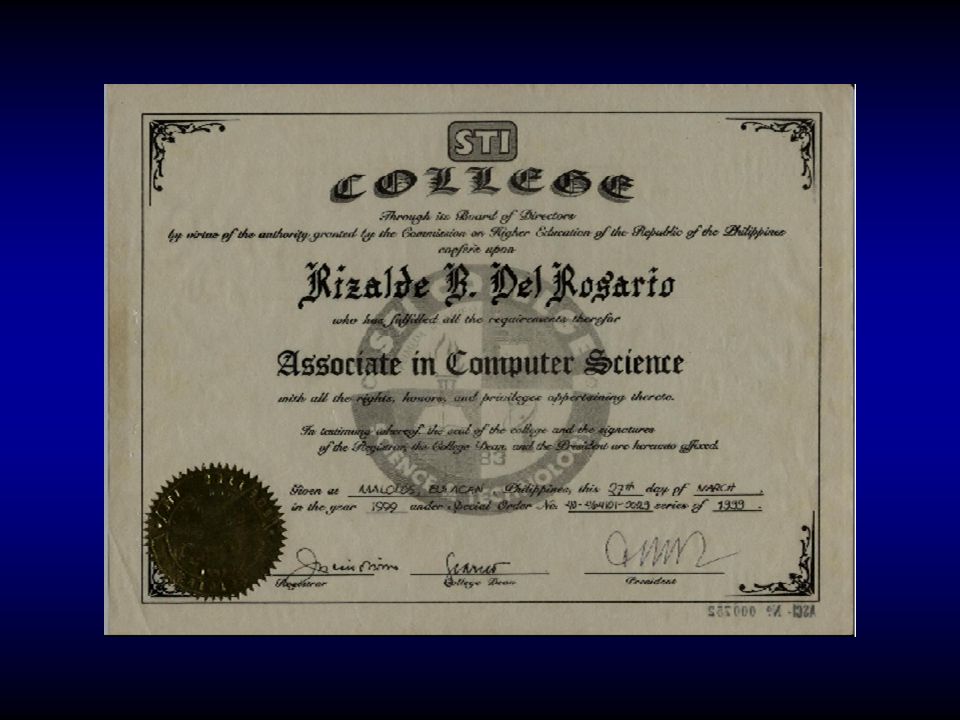 STI
COLLEGE
Through its Board of Directors
by virtue of the authority granted by the Commission on Higher Education of the Republic of the Philippines
confers upon
Rizalde B. Del Rosario
who has fulfilled all the requirements therefor
Associate in Computer Science
with all the rights, honors, and privileges appertaining thereto.
In testimony whereof, the seal of the college and the signatures
of the Registrar, the College Dean, and the President are hereunto affixed.
Given at MALOLOS, BULACAN Philippines, this 27th day of MARCH,
in the year 1999 under Special Order No. series of 1999.
Registrar College Dean President
ASCI- No 000752